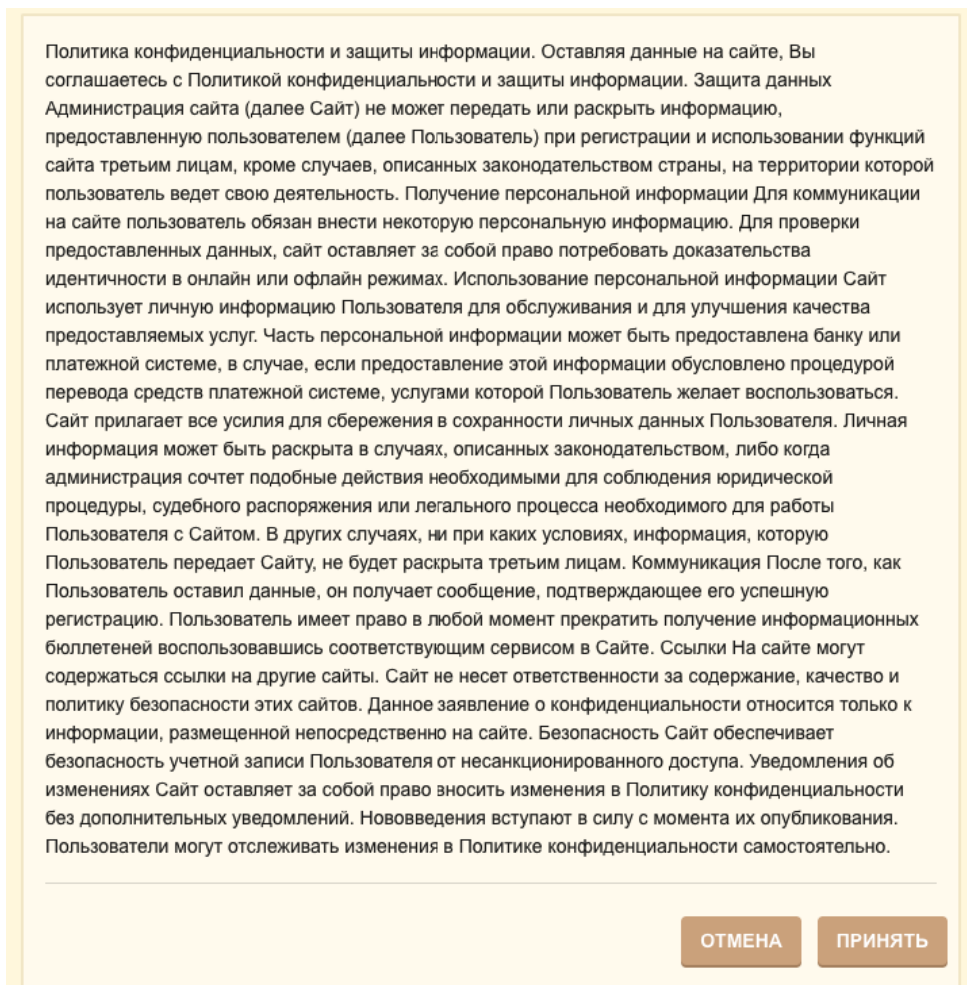 Политика конфиденциальности и защиты информации. Оставляя данные на сайте, Вы
соглашаетесь с Политикой конфиденциальности и защиты информации. Защита данных
Администрация сайта (далее Сайт) не может передать или раскрыть информацию,
предоставленную пользователем (далее Пользователь) при регистрации и использовании функций
сайта третьим лицам, кроме случаев, описанных законодательством страны, на территории которой
пользователь ведет свою деятельность. Получение персональной информации Для коммуникации
на сайте пользователь обязан внести некоторую персональную информацию. Для проверки
предоставленных данных, сайт оставляет за собой право потребовать доказательства
идентичности в онлайн или офлайн режимах. Использование персональной информации Сайт
использует личную информацию Пользователя для обслуживания и для улучшения качества
предоставляемых услуг. Часть персональной информации может быть предоставлена банку или
платежной системе, в случае, если предоставление этой информации обусловлено процедурой
перевода средств платежной системе, услугами которой Пользователь желает воспользоваться.
Сайт прилагает все усилия для сбережения в сохранности личных данных Пользователя. Личная
информация может быть раскрыта в случаях, описанных законодательством, либо когда
администрация сочтет подобные действия необходимыми для соблюдения юридической
процедуры, судебного распоряжения или легального процесса необходимого для работы
Пользователя с Сайтом. В других случаях, ни при каких условиях, информация, которую
Пользователь передает Сайту, не будет раскрыта третьим лицам. Коммуникация После того, как
Пользователь оставил данные, он получает сообщение, подтверждающее его успешную
регистрацию. Пользователь имеет право в любой момент прекратить получение информационных
бюллетеней воспользовавшись соответствующим сервисом в Сайте. Ссылки На сайте могут
содержаться ссылки на другие сайты. Сайт не несет ответственности за содержание, качество и
политику безопасности этих сайтов. Данное заявление о конфиденциальности относится только к
информации, размещенной непосредственно на сайте. Безопасность Сайт обеспечивает
безопасность учетной записи Пользователя от несанкционированного доступа. Уведомления об
изменениях Сайт оставляет за собой право вносить изменения в Политику конфиденциальности
без дополнительных уведомлений. Нововведения вступают в силу с момента их опубликования.
Пользователи могут отслеживать изменения в Политике конфиденциальности самостоятельно.
ОТМЕНА ПРИНЯТЬ